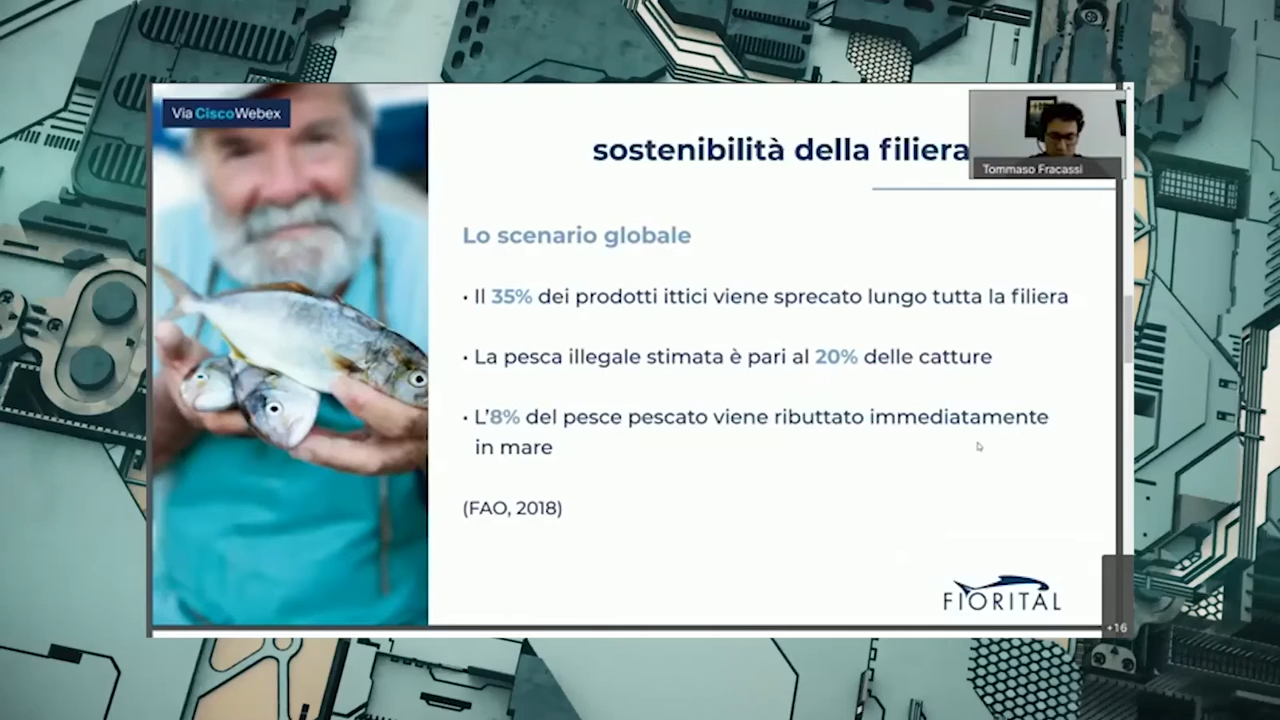 Via CiscoWebex
sostenibilità della filiera
Tommaso Fracassi
Lo scenario globale
• Il 35% dei prodotti ittici viene sprecato lungo tutta la filiera
• La pesca illegale stimata è pari al 20% delle catture
• L'8% del pesce pescato viene ributtato immediatamente
in mare
(FAO, 2018)
FIORITAL
+16